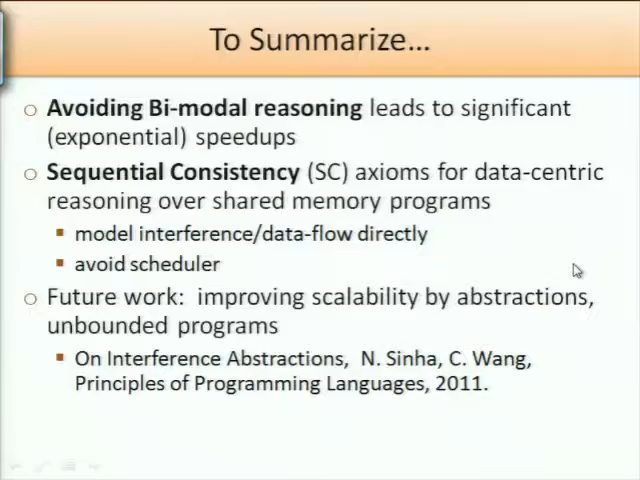 To Summarize...
Avoiding Bi-modal reasoning leads to significant
(exponential) speedups
Sequential Consistency (SC) axioms for data-centric
reasoning over shared memory programs
model interference/data-flow directly
avoid scheduler
Future work: improving scalability by abstractions,
unbounded programs
On Interference Abstractions, N. Sinha, C. Wang,
Principles of Programming Languages, 2011.